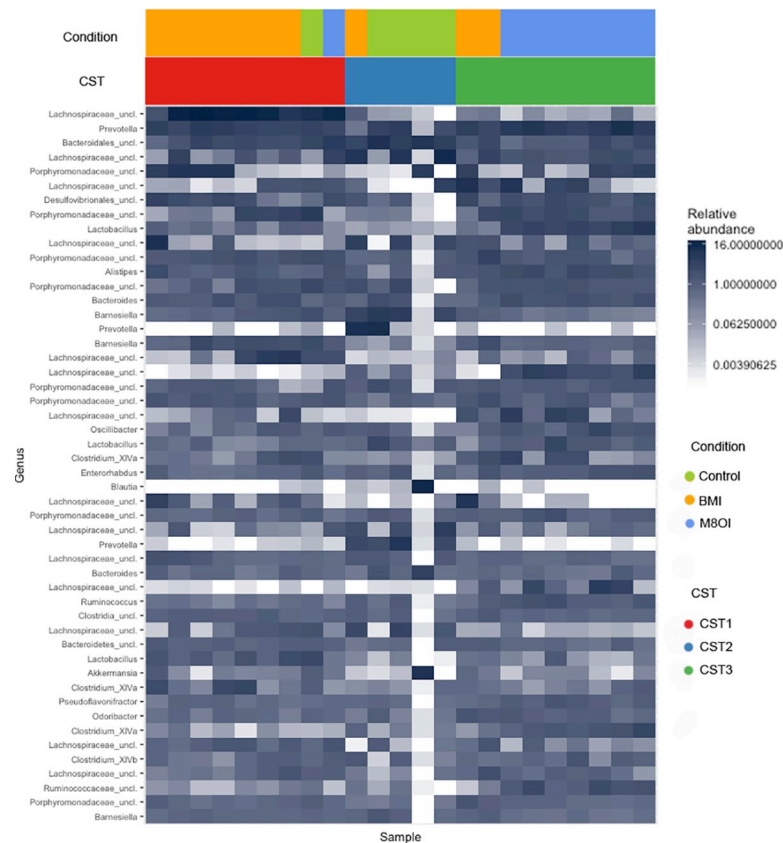 Condition
CST
Lachnospiraceae_uncl.
Prevotella
Bacteroidales_uncl.
Lachnospiraceae_uncl.
Porphyromonadaceae_uncl.
Lachnospiraceae_uncl.
Desulfovibrionales_uncl.
Porphyromonadaceae_uncl.
Lactobacillus
Lachnospiraceae_uncl.
Porphyromonadaceae_uncl.
Alistipes
Porphyromonadaceae_uncl.
Bacteroides
Barnesiella
Prevotella
Barnesiella
Lachnospiraceae_uncl.
Lachnospiraceae_uncl.
Porphyromonadaceae_uncl.
Porphyromonadaceae_uncl.
Lachnospiraceae_uncl.
Oscillibacter
Lactobacillus
Clostridium_XIVa
Enterorhabdus
Blautia
Lachnospiraceae_uncl.
Porphyromonadaceae_uncl.
Lachnospiraceae_uncl.
Prevotella
Lachnospiraceae_uncl.
Bacteroides
Lachnospiraceae_uncl.
Ruminococcus
Clostridia_uncl.
Lachnospiraceae_uncl.
Bacteroidetes_uncl.
Lactobacillus
Akkermansia
Clostridium_XIVa
Pseudoflavonifractor
Odoribacter
Clostridium_XIVa
Lachnospiraceae_uncl.
Clostridium_XIVb
Lachnospiraceae_uncl.
Ruminococcaceae_uncl.
Porphyromonadaceae_uncl.
Barnesiella
Genus
Sample
Relative
abundance
16.00000000
1.00000000
0.06250000
0.00390625
Condition
Control
BMI
M8OI
CST
CST1
CST2
CST3